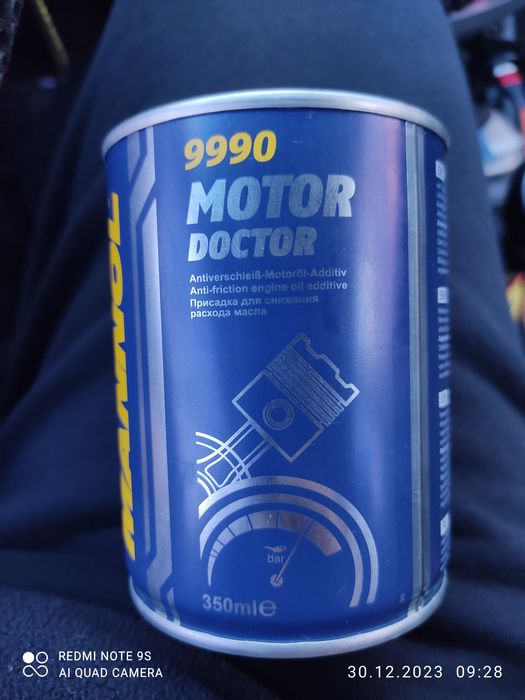 9990
MOTOR
DOCTOR
Antiverschleiß-Motoröl-Additiv
Anti-friction engine oil additive
Присадка для снижания
расхода масла
MANNOL
bar
350ml℮
REDMI NOTE 9S
AI QUAD CAMERA
30.12.2023 09:28